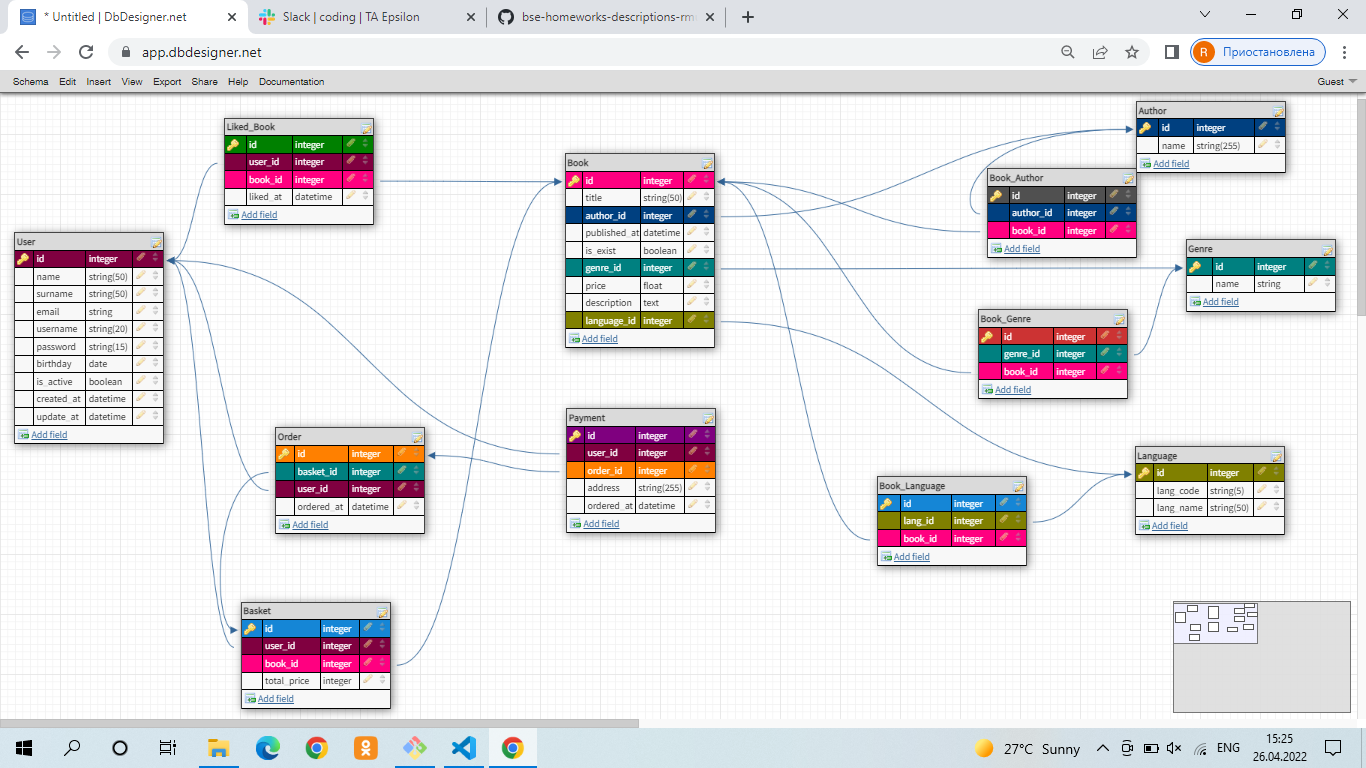 * Untitled | DbDesigner.net
Slack | coding | TA Epsilon
bse-homeworks-descriptions-rm
app.dbdesigner.net
R Приостановлена
Schema Edit Insert View Export Share Help Documentation
Guest
Liked_Book
id integer
user_id integer
book_id integer
liked_at datetime
Add field
User
id integer
name string(50)
surname string(50)
email string
username string(20)
password string(15)
birthday date
is_active boolean
created_at datetime
update_at datetime
Add field
Book
id integer
title string(50)
author_id integer
published_at datetime
is_exist boolean
genre_id integer
price float
description text
language_id integer
Add field
Author
id integer
name string(255)
Add field
Book_Author
id integer
author_id integer
book_id integer
Add field
Genre
id integer
name string
Add field
Book_Genre
id integer
genre_id integer
book_id integer
Add field
Order
id integer
basket_id integer
user_id integer
ordered_at datetime
Add field
Payment
id integer
user_id integer
order_id integer
address string(255)
ordered_at datetime
Add field
Language
id integer
lang_code string(5)
lang_name string(50)
Add field
Book_Language
id integer
lang_id integer
book_id integer
Add field
Basket
id integer
user_id integer
book_id integer
total_price integer
Add field
27°C Sunny
ENG
15:25
26.04.2022